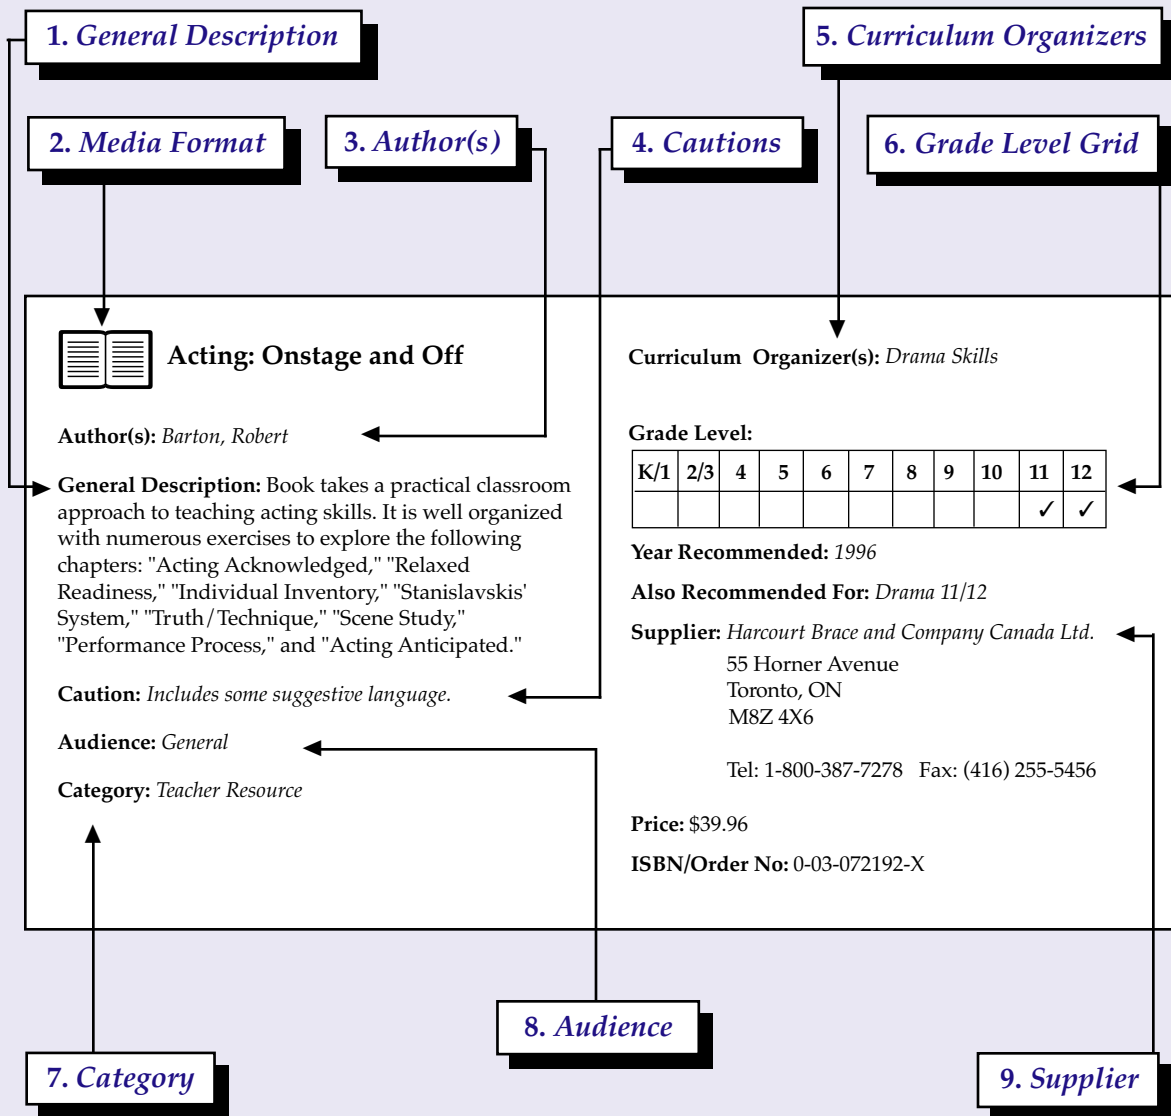 1. General Description
5. Curriculum Organizers
2. Media Format
3. Author(s)
4. Cautions
6. Grade Level Grid
Acting: Onstage and Off
Author(s): Barton, Robert
General Description: Book takes a practical classroom
approach to teaching acting skills. It is well organized
with numerous exercises to explore the following
chapters: "Acting Acknowledged," "Relaxed
Readiness," "Individual Inventory," "Stanislavskis'
System," "Truth/Technique," "Scene Study,"
"Performance Process," and "Acting Anticipated."
Caution: Includes some suggestive language.
Audience: General
Category: Teacher Resource
Curriculum Organizer(s): Drama Skills
Grade Level:
K/1 2/3 4 5 6 7 8 9 10 11 12
✓ ✓
Year Recommended: 1996
Also Recommended For: Drama 11/12
Supplier: Harcourt Brace and Company Canada Ltd.
55 Horner Avenue
Toronto, ON
M8Z 4X6
Tel: 1-800-387-7278 Fax: (416) 255-5456
Price: $39.96
ISBN/Order No: 0-03-072192-X
8. Audience
7. Category
9. Supplier